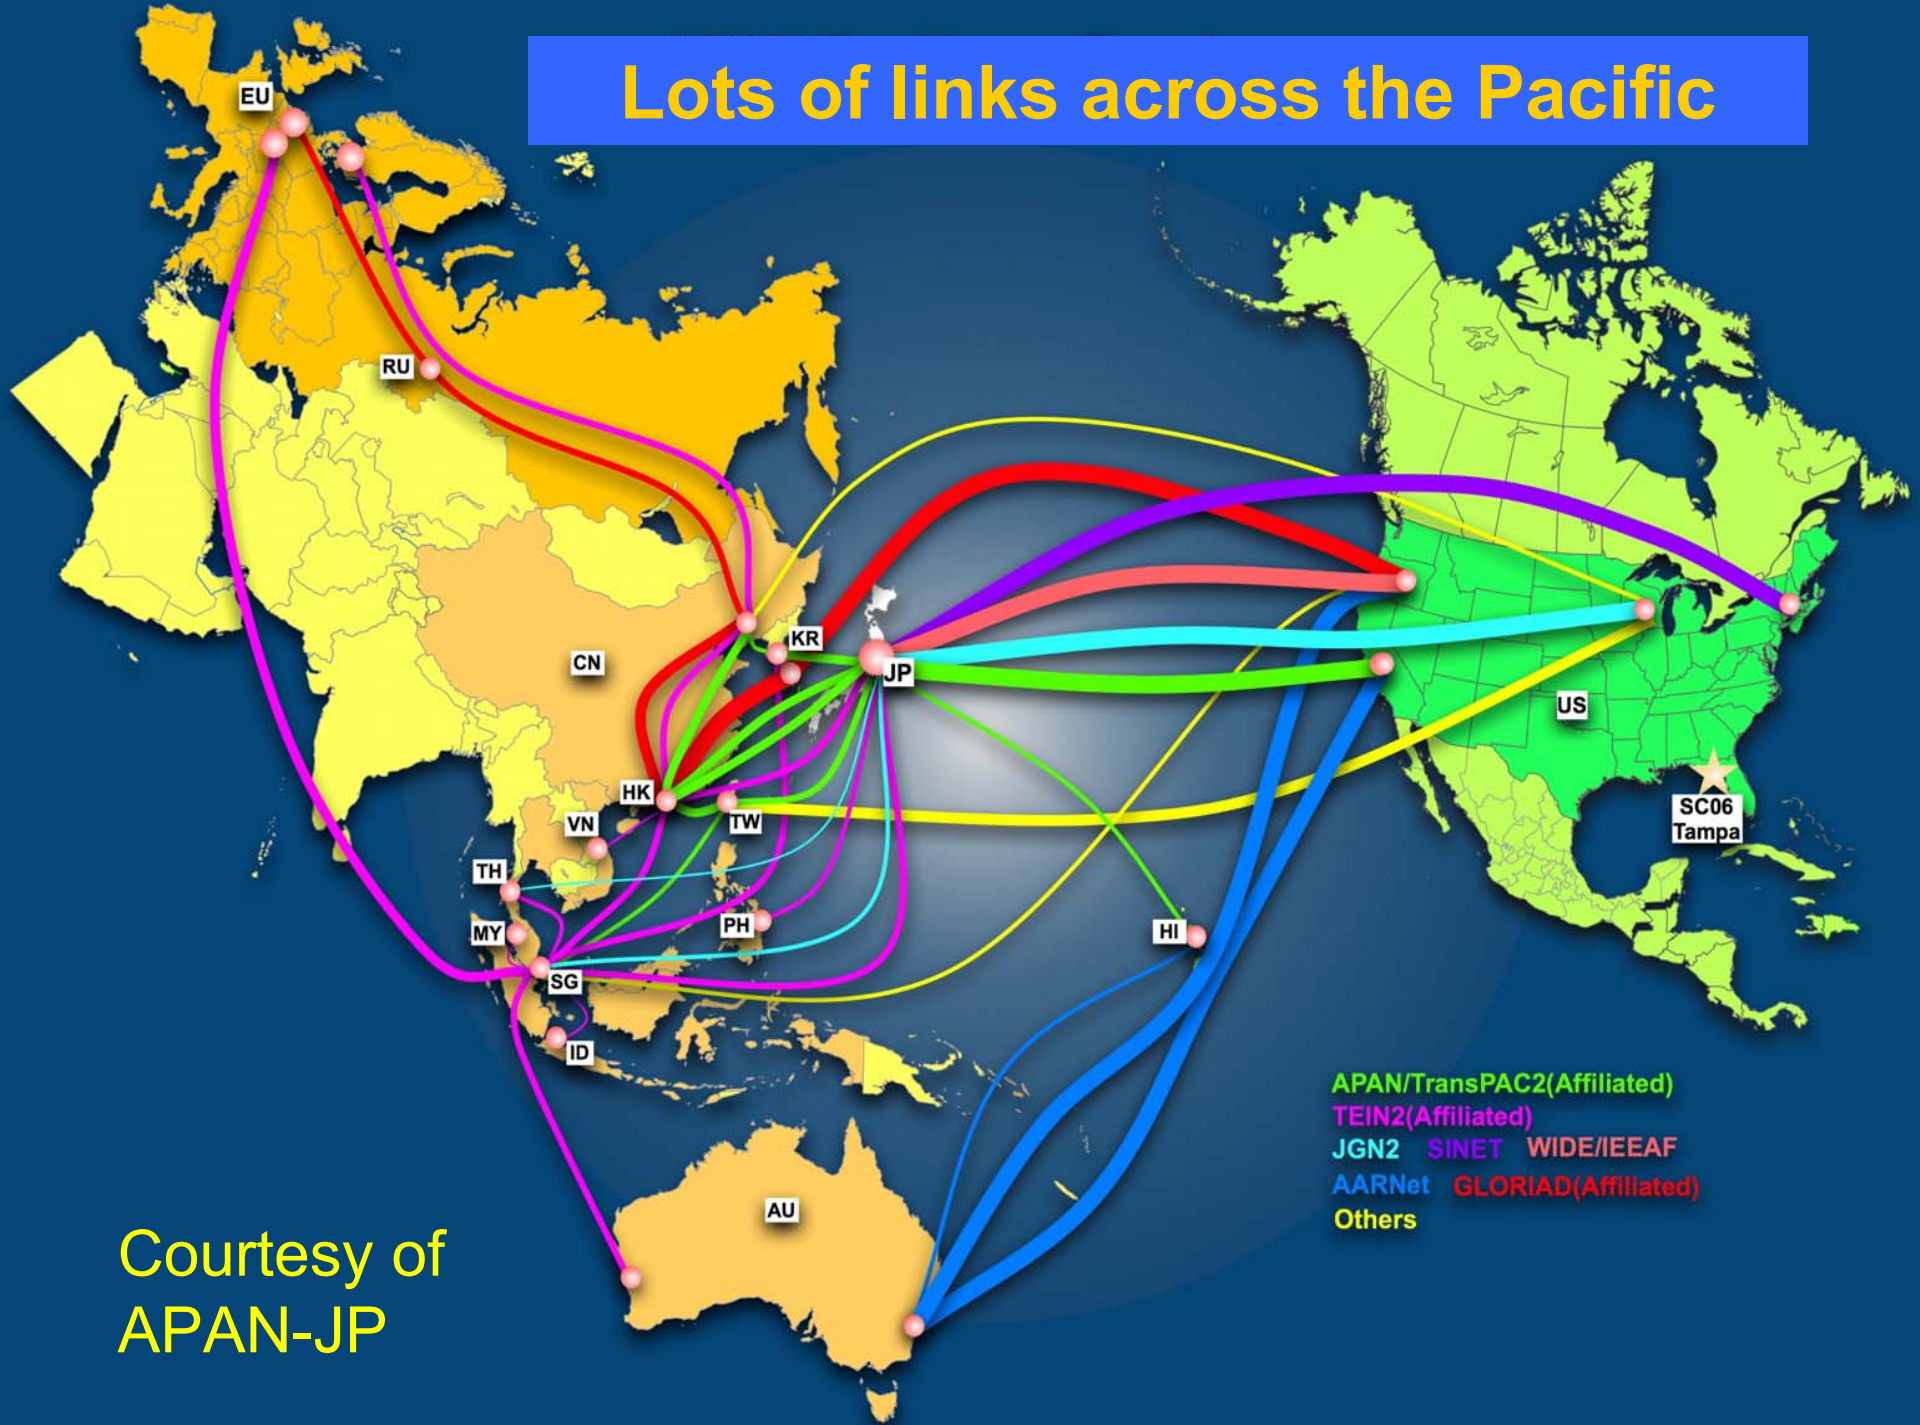 Lots of links across the Pacific
EU
RU
KR
CN
JP
US
HK
SC06
Tampa
VN
TW
TH
PH
MY
HI
SG
ID
APAN/TransPAC2(Affiliated)
TEIN2(Affiliated)
JGN2 SINET WIDE/IEEAF
AARNet GLORIAD(Affiliated)
Others
AU
Courtesy of
APAN-JP